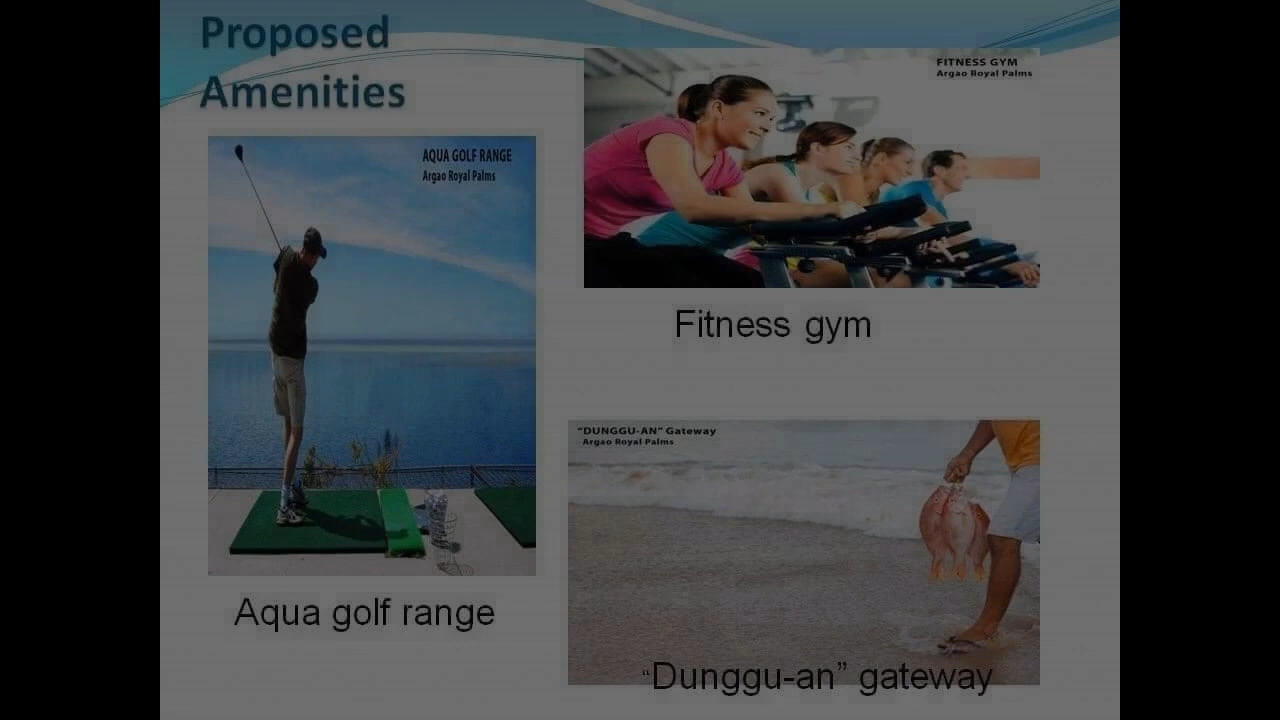 Proposed
Amenities
AQUA GOLF RANGE
Argao Royal Palms
Aqua golf range
FITNESS GYM
Argao Royal Palms
Fitness gym
"DUNGGU-AN" Gateway
Argao Royal Palms
“Dunggu-an” gateway